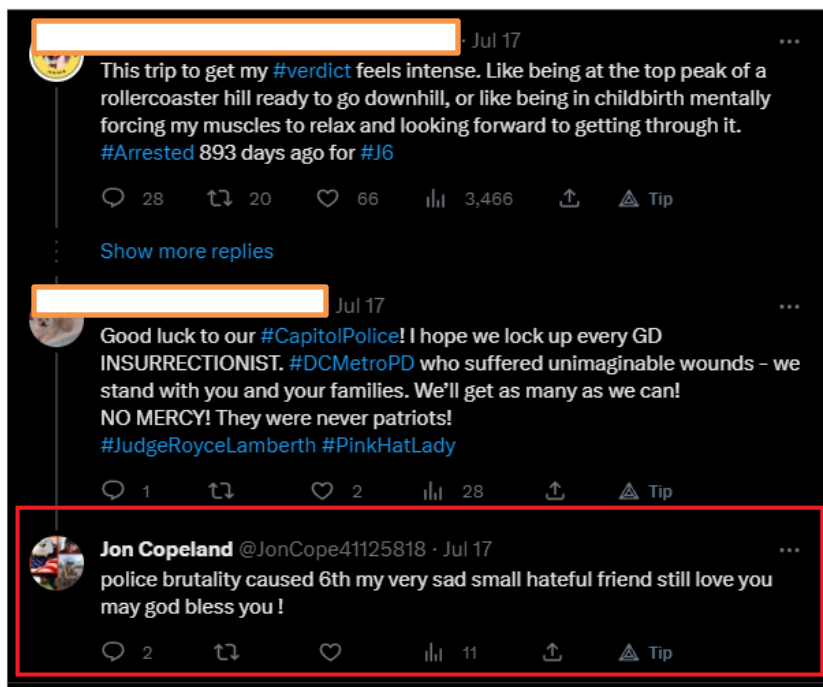 · Jul 17
This trip to get my #verdict feels intense. Like being at the top peak of a
rollercoaster hill ready to go downhill, or like being in childbirth mentally
forcing my muscles to relax and looking forward to getting through it.
#Arrested 893 days ago for #J6
28 20 66 3,466 Tip
Show more replies
Jul 17
Good luck to our #CapitolPolice! I hope we lock up every GD
INSURRECTIONIST. #DCMetroPD who suffered unimaginable wounds – we
stand with you and your families. We’ll get as many as we can!
NO MERCY! They were never patriots!
#JudgeRoyceLamberth #PinkHatLady
1 2 28 Tip
Jon Copeland @JonCope41125818 · Jul 17
police brutality caused 6th my very sad small hateful friend still love you
may god bless you !
2 11 Tip